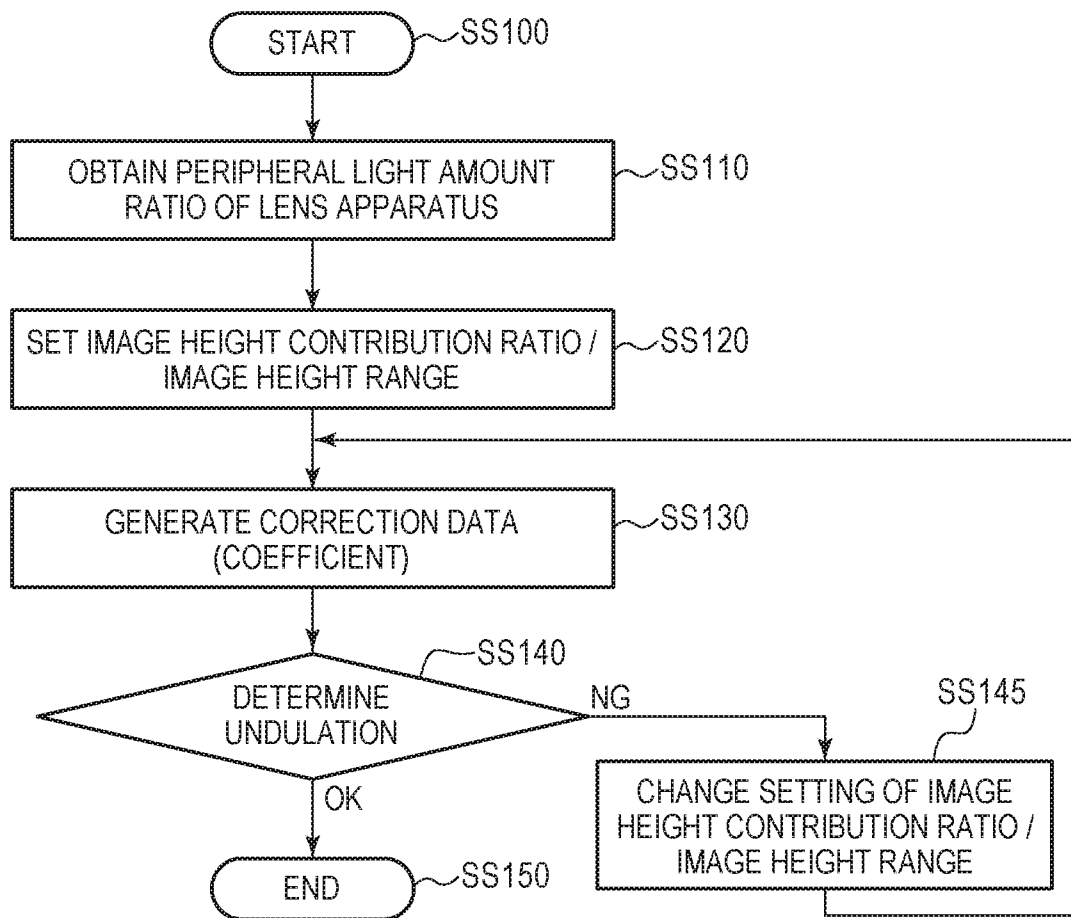 START
SS100
OBTAIN PERIPHERAL LIGHT AMOUNT
RATIO OF LENS APPARATUS
SS110
SET IMAGE HEIGHT CONTRIBUTION RATIO /
IMAGE HEIGHT RANGE
SS120
GENERATE CORRECTION DATA
(COEFFICIENT)
SS130
DETERMINE
UNDULATION
SS140
NG
OK
SS145
CHANGE SETTING OF IMAGE
HEIGHT CONTRIBUTION RATIO /
IMAGE HEIGHT RANGE
END
SS150